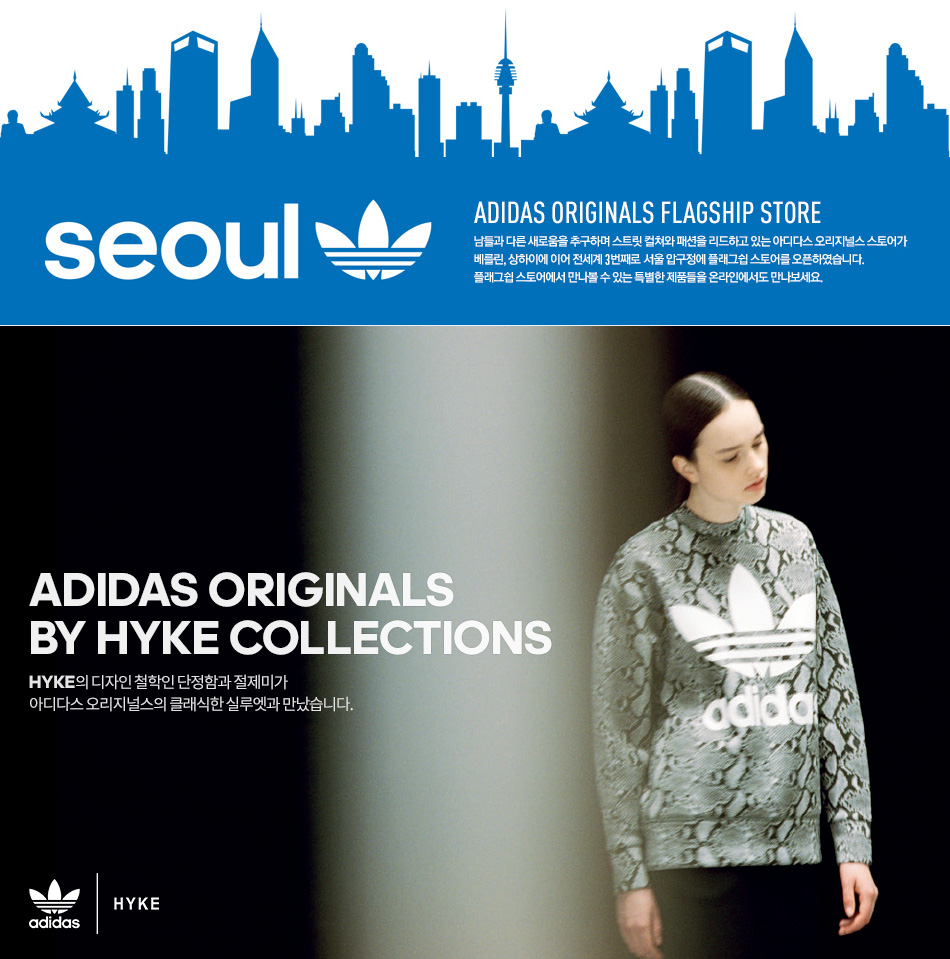 seoul
ADIDAS ORIGINALS FLAGSHIP STORE
남들과 다른 새로움을 추구하며 스트릿 컬쳐와 패션을 리드하고 있는 아디다스 오리지널스 스토어가
베를린, 상하이에 이어 전세계 3번째로 서울 압구정에 플래그쉽 스토어를 오픈하였습니다.
플래그쉽 스토어에서 만나볼 수 있는 특별한 제품들을 온라인에서도 만나보세요.
ADIDAS ORIGINALS
BY HYKE COLLECTIONS
HYKE의 디자인 철학인 단정함과 절제미가
아디다스 오리지널스의 클래식한 실루엣과 만났습니다.
adida
adidas
HYKE